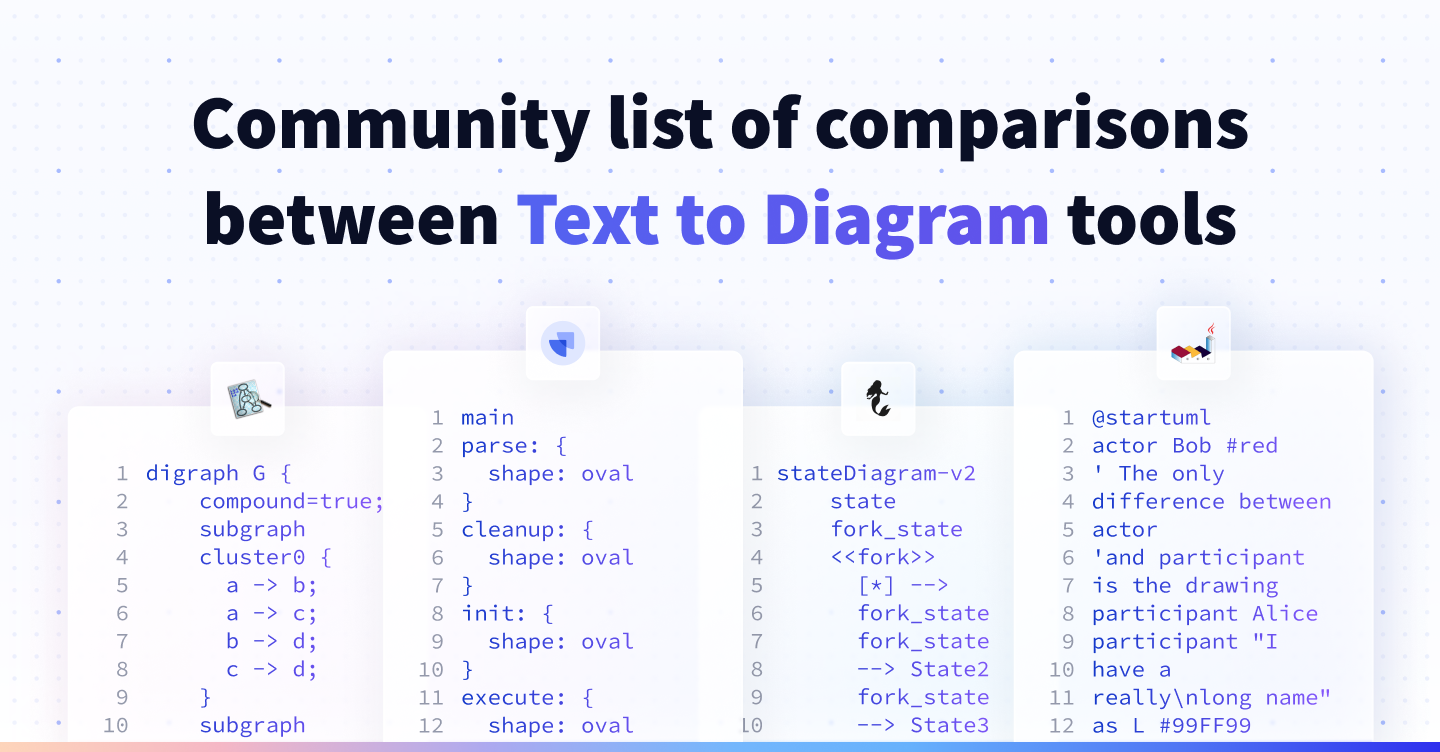 Community list of comparisons
between Text to Diagram tools
1 digraph G {
2 compound=true;
3 subgraph
4 cluster0 {
5 a -> b;
6 a -> c;
7 b -> d;
8 c -> d;
9 }
10 subgraph
1 main
2 parse: {
3 shape: oval
4 }
5 cleanup: {
6 shape: oval
7 }
8 init: {
9 shape: oval
10 }
11 execute: {
12 shape: oval
1 stateDiagram-v2
2 state
3 fork_state
4 <<fork>>
5 [*] -->
6 fork_state
7 fork_state
8 --> State2
9 fork_state
10 --> State3
1 @startuml
2 actor Bob #red
3 ' The only
4 difference between
5 actor
6 'and participant
7 is the drawing
8 participant Alice
9 participant "I
10 have a
11 really\nlong name"
12 as L #99FF99